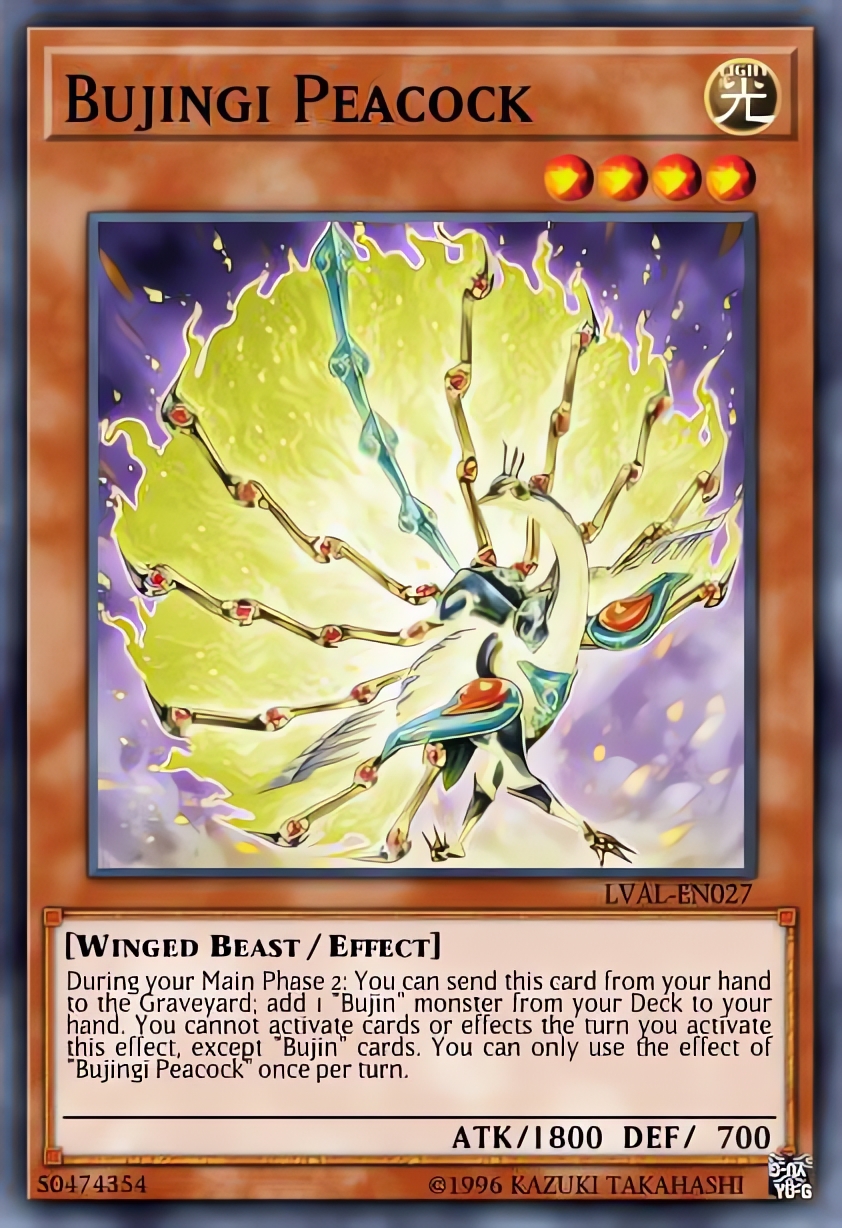 BUJINGI PEACOCK
光
LVAL-EN027
[WINGED BEAST / EFFECT]
During your Main Phase 2: You can send this card from your hand
to the Graveyard; add 1 "Bujin" monster from your Deck to your
hand. You cannot activate cards or effects the turn you activate
this effect, except "Bujin" cards. You can only use the effect of
"Bujingi Peacock" once per turn.
ATK/1800 DEF/ 700
50474354
©1996 KAZUKI TAKAHASHI